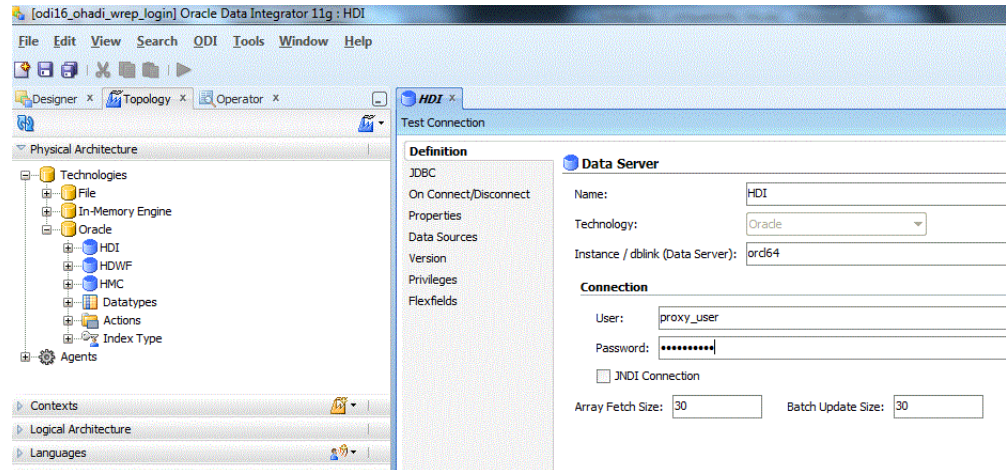 [odi16_ohadi_wrep_login] Oracle Data Integrator 11g : HDI
File Edit View Search ODI Tools Window Help
Designer x Topology x Operator x
HDI x
Test Connection
Physical Architecture
Technologies
File
In-Memory Engine
Oracle
HDI
HDWF
HMC
Datatypes
Actions
Index Type
Agents
Contexts
Logical Architecture
Languages
Definition
JDBC
On Connect/Disconnect
Properties
Data Sources
Version
Privileges
Flexfields
Data Server
Name: HDI
Technology: Oracle
Instance / dblink (Data Server): orcl64
Connection
User: proxy_user
Password: ••••••••••
JNDI Connection
Array Fetch Size: 30 Batch Update Size: 30